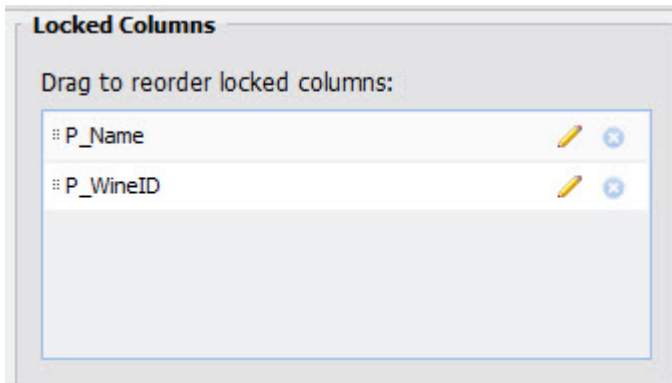 Locked Columns
Drag to reorder locked columns:
P_Name
P_WineID